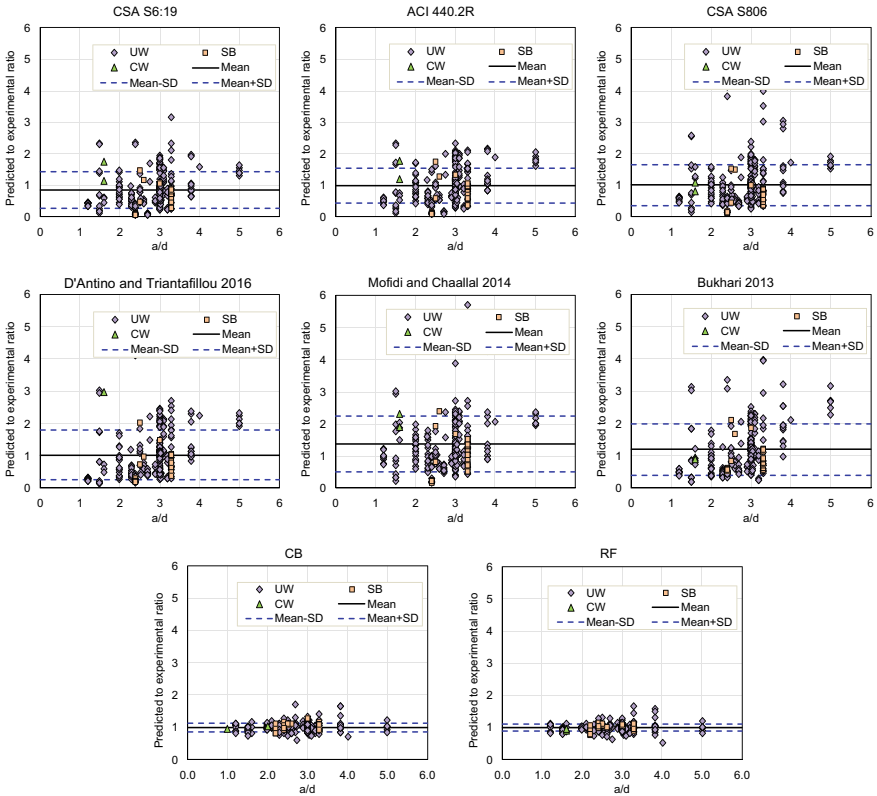 CSA S6:19
Predicted to experimental ratio
6
5
4
3
2
1
0
UW
SB
CW
Mean
Mean-SD
Mean+SD
0 1 2 3 4 5 6
a/d
ACI 440.2R
Predicted to experimental ratio
6
5
4
3
2
1
0
UW
SB
CW
Mean
Mean-SD
Mean+SD
0 1 2 3 4 5 6
a/d
CSA S806
Predicted to experimental ratio
6
5
4
3
2
1
0
UW
SB
CW
Mean
Mean-SD
Mean+SD
0 1 2 3 4 5 6
a/d
D'Antino and Triantafillou 2016
Predicted to experimental ratio
6
5
4
3
2
1
0
UW
SB
CW
Mean
Mean-SD
Mean+SD
0 1 2 3 4 5 6
a/d
Mofidi and Chaallal 2014
Predicted to experimental ratio
6
5
4
3
2
1
0
UW
SB
CW
Mean
Mean-SD
Mean+SD
0 1 2 3 4 5 6
a/d
Bukhari 2013
Predicted to experimental ratio
6
5
4
3
2
1
0
UW
SB
CW
Mean
Mean-SD
Mean+SD
0 1 2 3 4 5 6
a/d
CB
Predicted to experimental ratio
6
5
4
3
2
1
0
UW
SB
CW
Mean
Mean-SD
Mean+SD
0.0 1.0 2.0 3.0 4.0 5.0 6.0
a/d
RF
Predicted to experimental ratio
6
5
4
3
2
1
0
UW
SB
CW
Mean
Mean-SD
Mean+SD
0.0 1.0 2.0 3.0 4.0 5.0 6.0
a/d